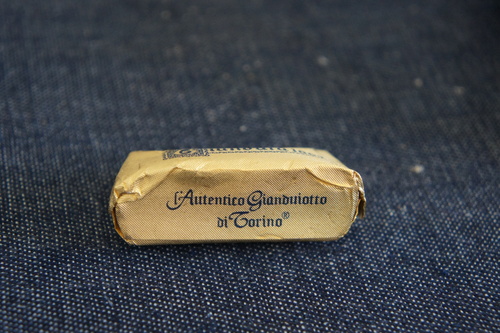 l'Autentico Gianduiotto
di Torino®